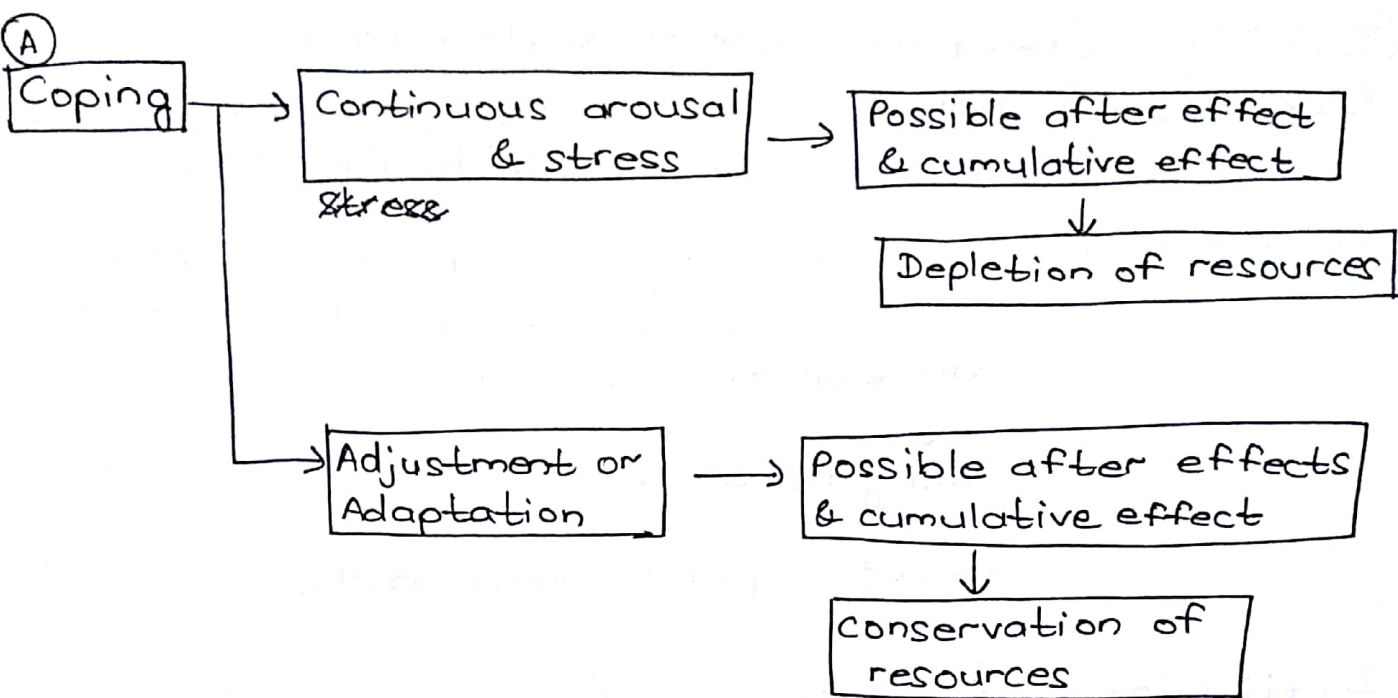 A
Coping
Continuous arousal
& stress
stress
Possible after effect
& cumulative effect
Depletion of resources
Adjustment or
Adaptation
Possible after effects
& cumulative effect
conservation of
resources